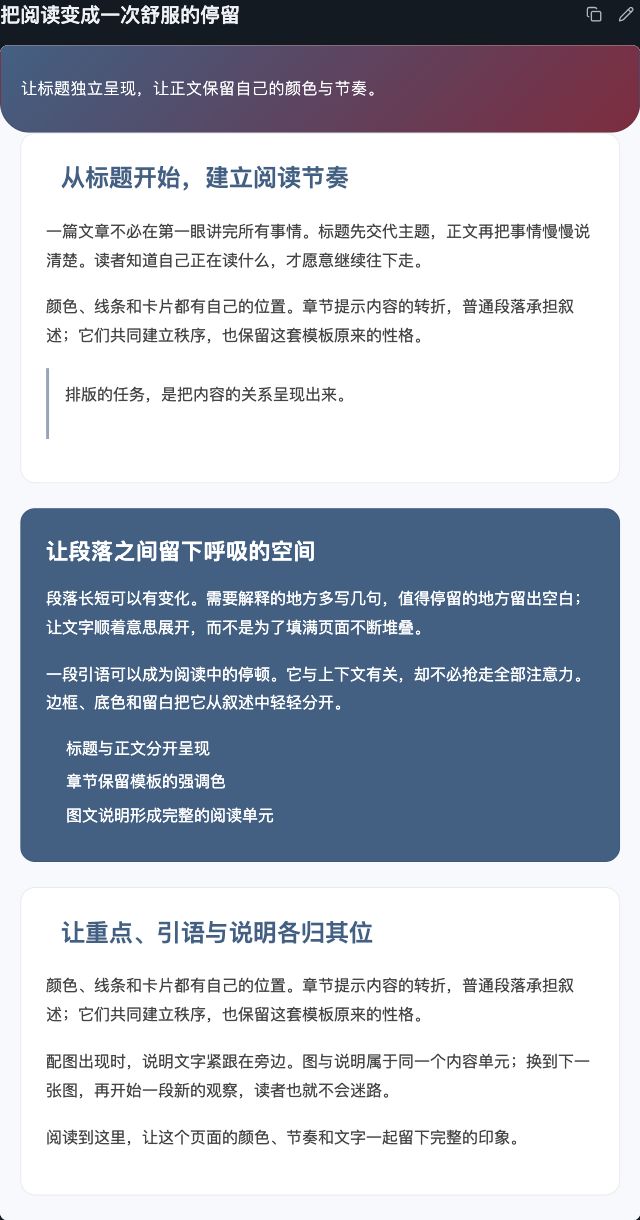 把阅读变成一次舒服的停留
让标题独立呈现，让正文保留自己的颜色与节奏。
从标题开始，建立阅读节奏
一篇文章不必在第一眼讲完所有事情。标题先交代主题，正文再把事情慢慢说
清楚。读者知道自己正在读什么，才愿意继续往下走。
颜色、线条和卡片都有自己的位置。章节提示内容的转折，普通段落承担叙
述；它们共同建立秩序，也保留这套模板原来的性格。
排版的任务，是把内容的关系呈现出来。
让段落之间留下呼吸的空间
段落长短可以有变化。需要解释的地方多写几句，值得停留的地方留出空白；
让文字顺着意思展开，而不是为了填满页面不断堆叠。
一段引语可以成为阅读中的停顿。它与上下文有关，却不必抢走全部注意力。
边框、底色和留白把它从叙述中轻轻分开。
标题与正文分开呈现
章节保留模板的强调色
图文说明形成完整的阅读单元
让重点、引语与说明各归其位
颜色、线条和卡片都有自己的位置。章节提示内容的转折，普通段落承担叙
述；它们共同建立秩序，也保留这套模板原来的性格。
配图出现时，说明文字紧跟在旁边。图与说明属于同一个内容单元；换到下一
张图，再开始一段新的观察，读者也就不会迷路。
阅读到这里，让这个页面的颜色、节奏和文字一起留下完整的印象。